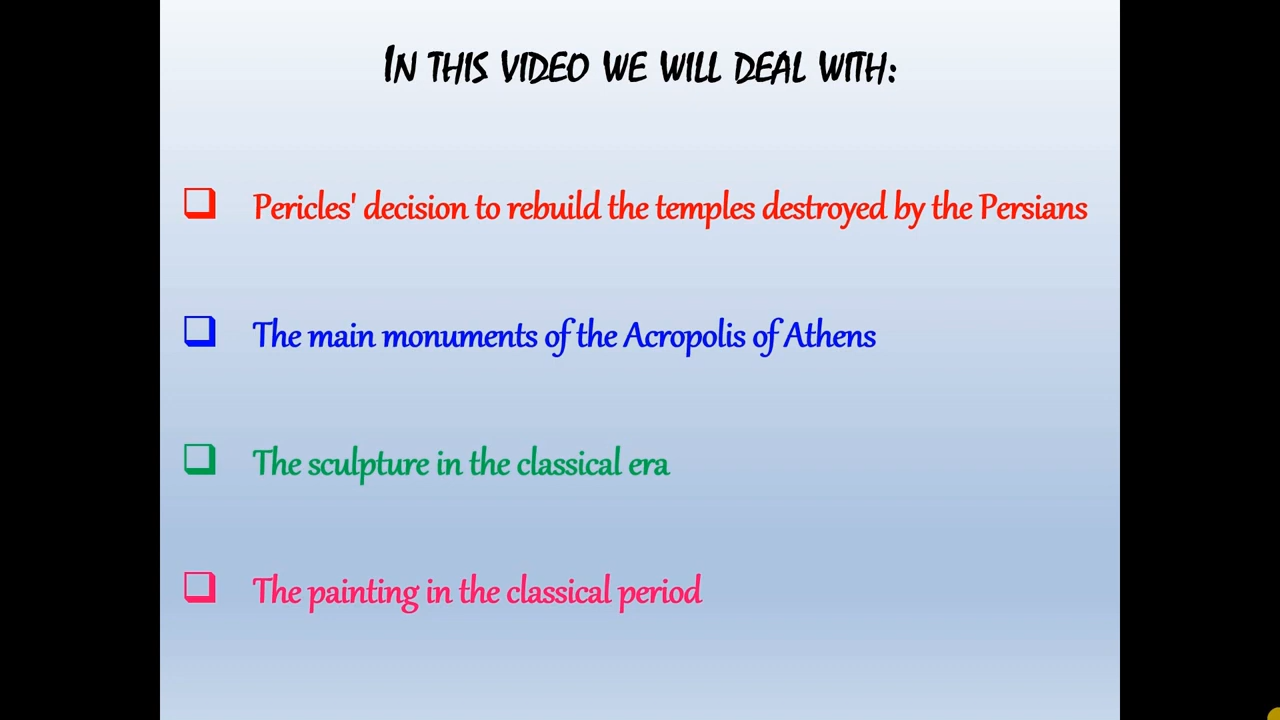 In this video we will deal with:
Pericles' decision to rebuild the temples destroyed by the Persians
The main monuments of the Acropolis of Athens
The sculpture in the classical era
The painting in the classical period